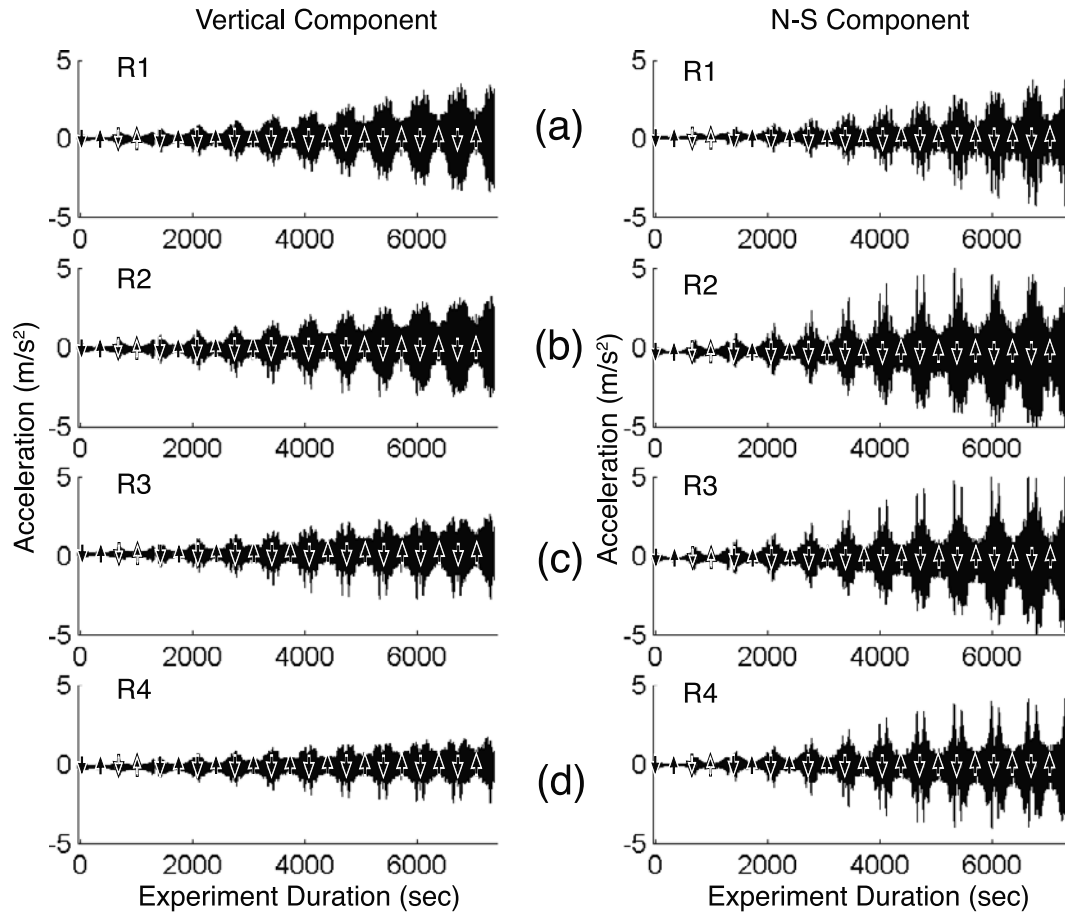 Vertical Component
N-S Component
R1
5
0
-5
0 2000 4000 6000
(a)
R1
5
0
-5
0 2000 4000 6000
R2
5
0
-5
0 2000 4000 6000
(b)
R2
5
0
-5
0 2000 4000 6000
Acceleration (m/s²)
Acceleration (m/s²)
R3
5
0
-5
0 2000 4000 6000
(c)
R3
5
0
-5
0 2000 4000 6000
R4
5
0
-5
0 2000 4000 6000
(d)
R4
5
0
-5
0 2000 4000 6000
Experiment Duration (sec)
Experiment Duration (sec)